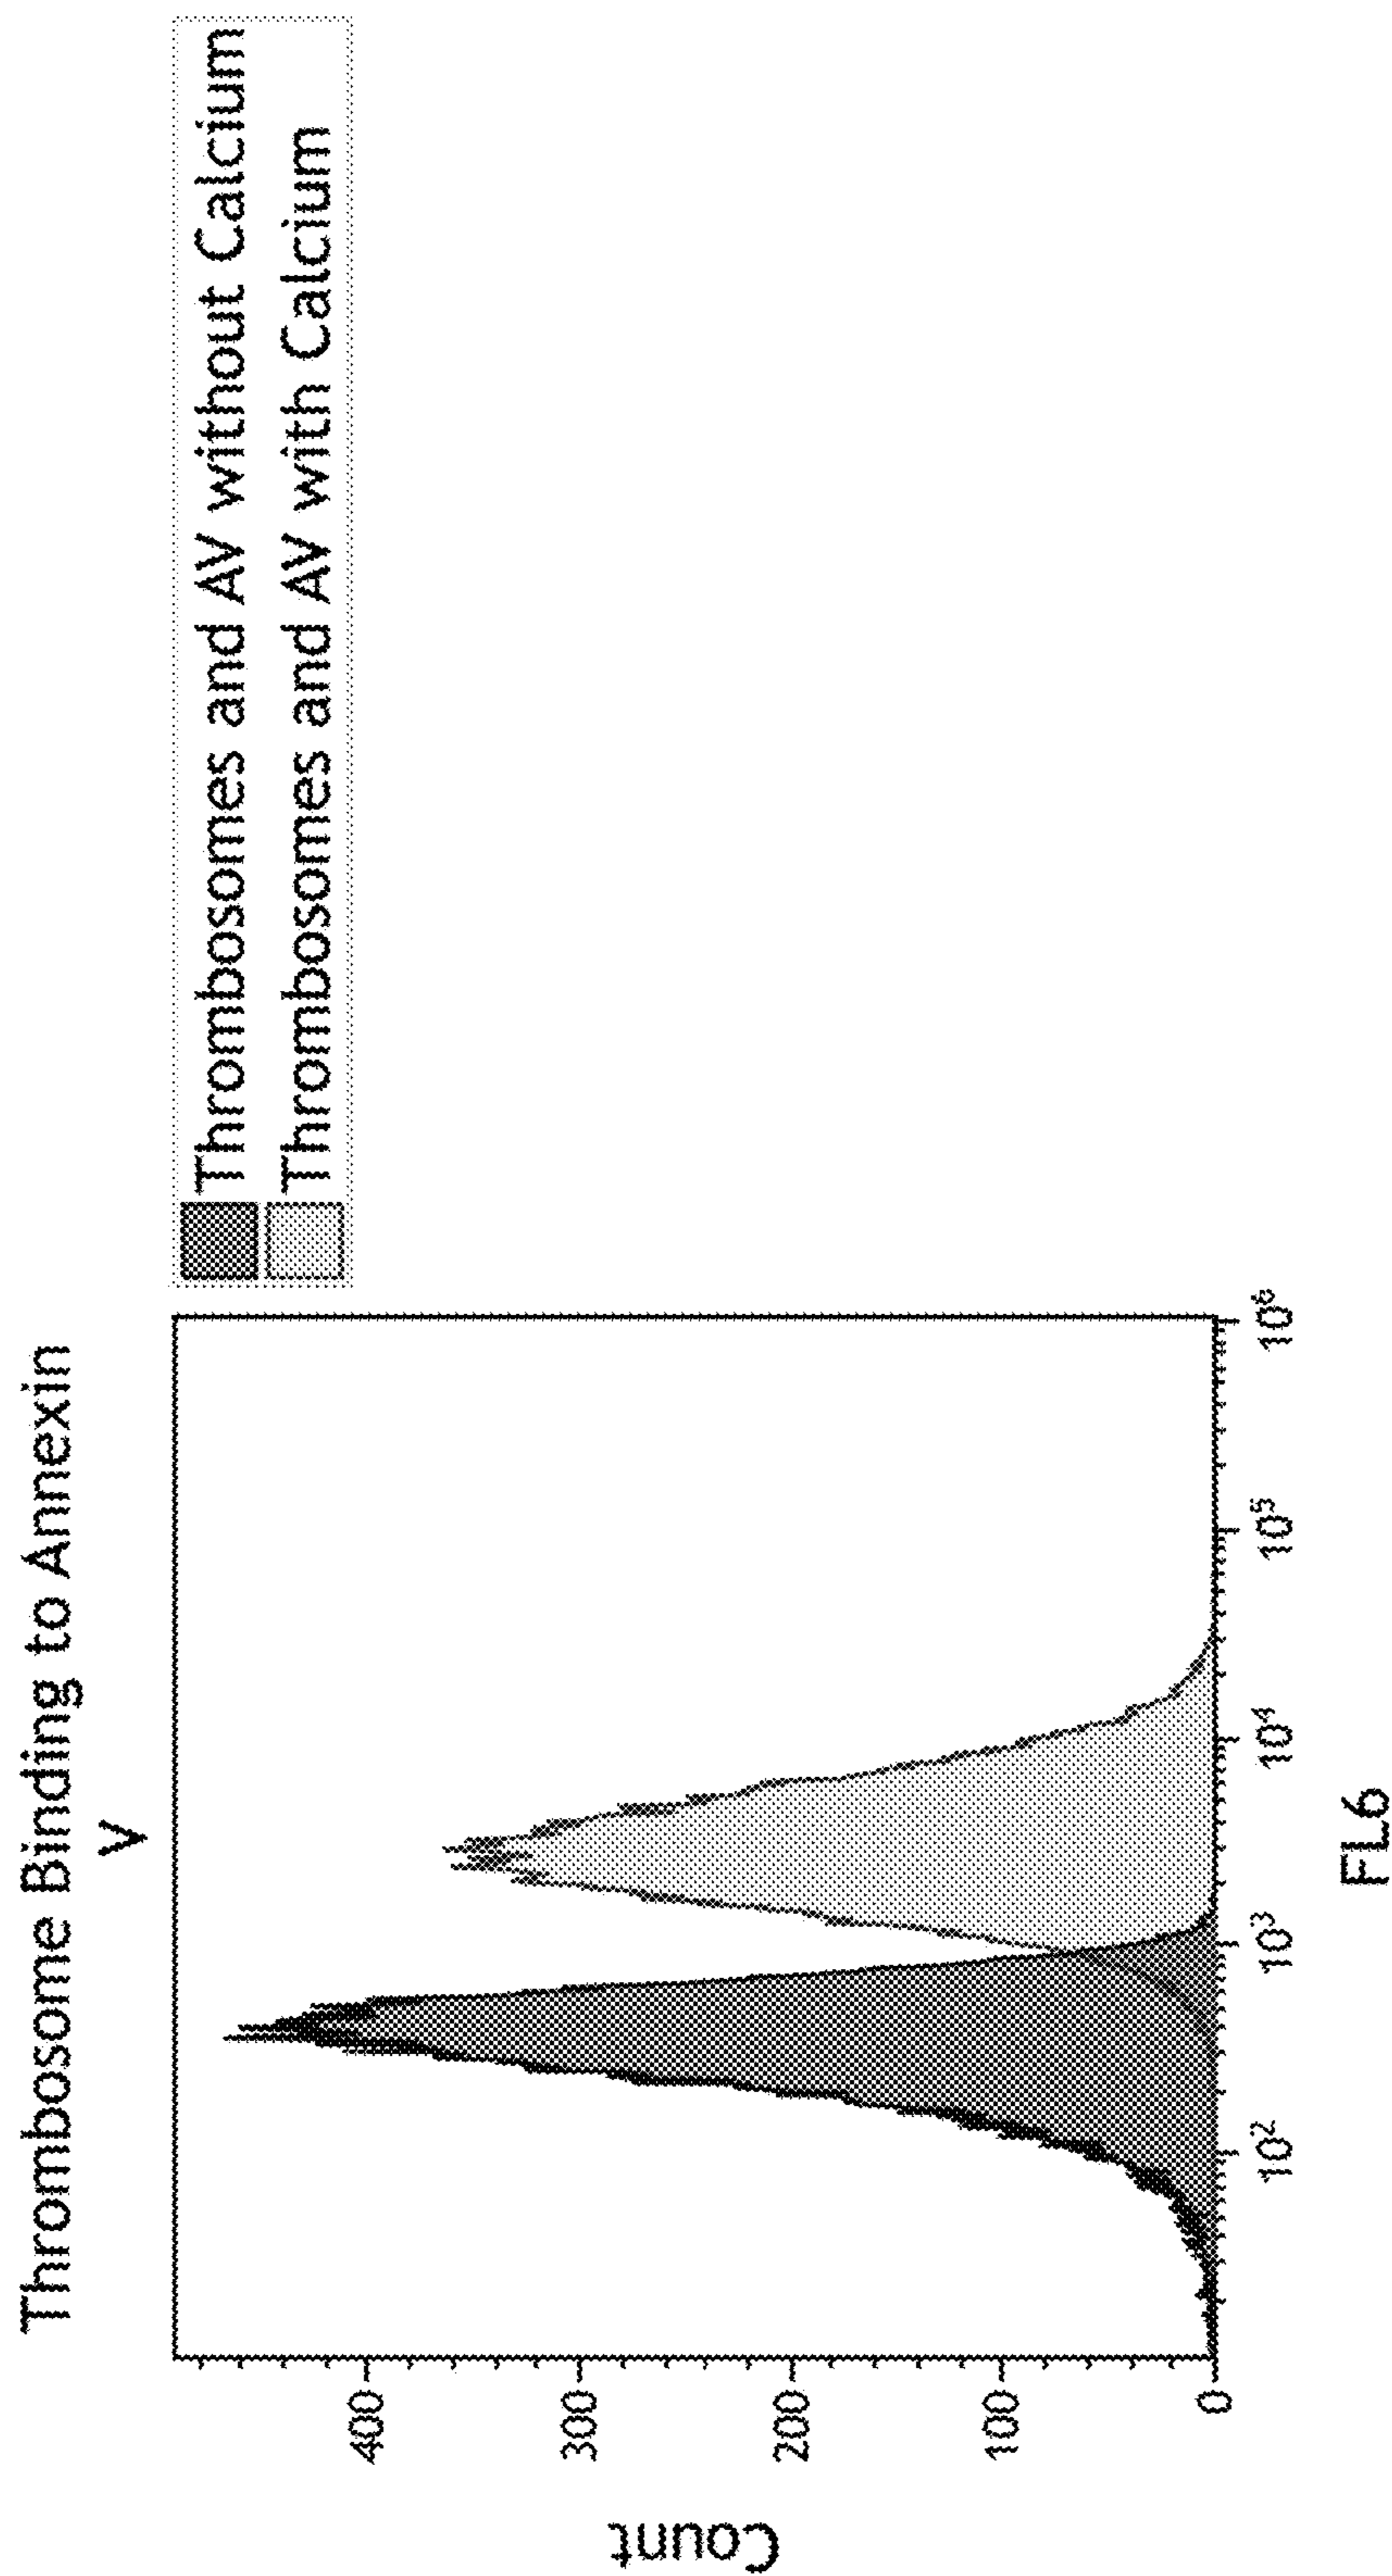 Thrombosome Binding to Annexin
V
Thrombosomes and AV without Calcium
Thrombosomes and AV with Calcium
Count
400
300
200
100
0
10²
10³
10⁴
10⁵
10⁶
FL6